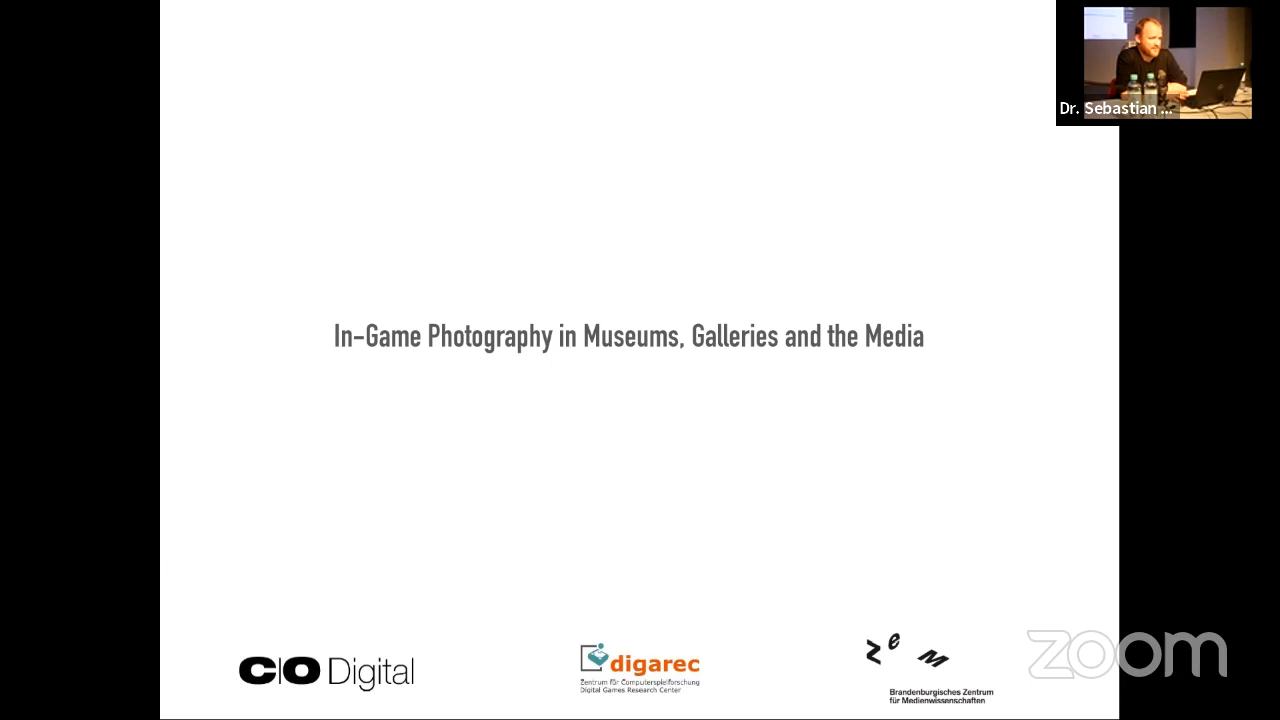 Dr. Sebastian ...
In-Game Photography in Museums, Galleries and the Media
C|O Digital
digarec
Zentrum für Computerspielforschung
Digital Games Research Center
ZeM
Brandenburgisches Zentrum
für Medienwissenschaften
zoom